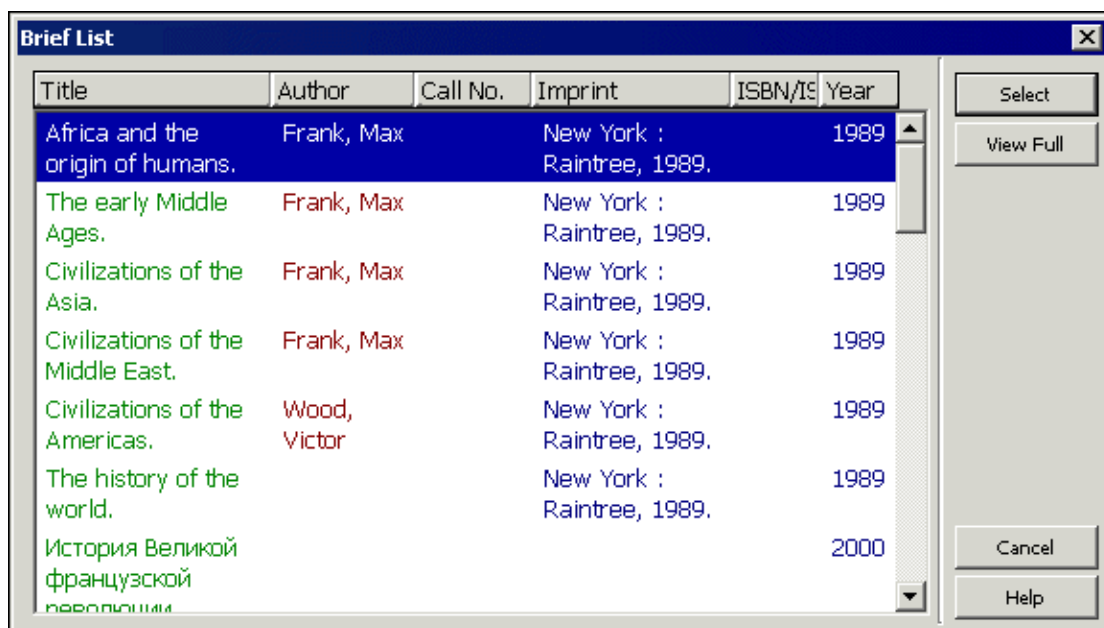 Brief List
Title Author Call No. Imprint ISBN/IS Year
Select
View Full
Africa and the Frank, Max New York : 1989
origin of humans. Raintree, 1989.
The early Middle Frank, Max New York : 1989
Ages. Raintree, 1989.
Civilizations of the Frank, Max New York : 1989
Asia. Raintree, 1989.
Civilizations of the Frank, Max New York : 1989
Middle East. Raintree, 1989.
Civilizations of the Wood, New York : 1989
Americas. Victor Raintree, 1989.
The history of the New York : 1989
world. Raintree, 1989.
История Великой 2000
французской
революции
Cancel
Help